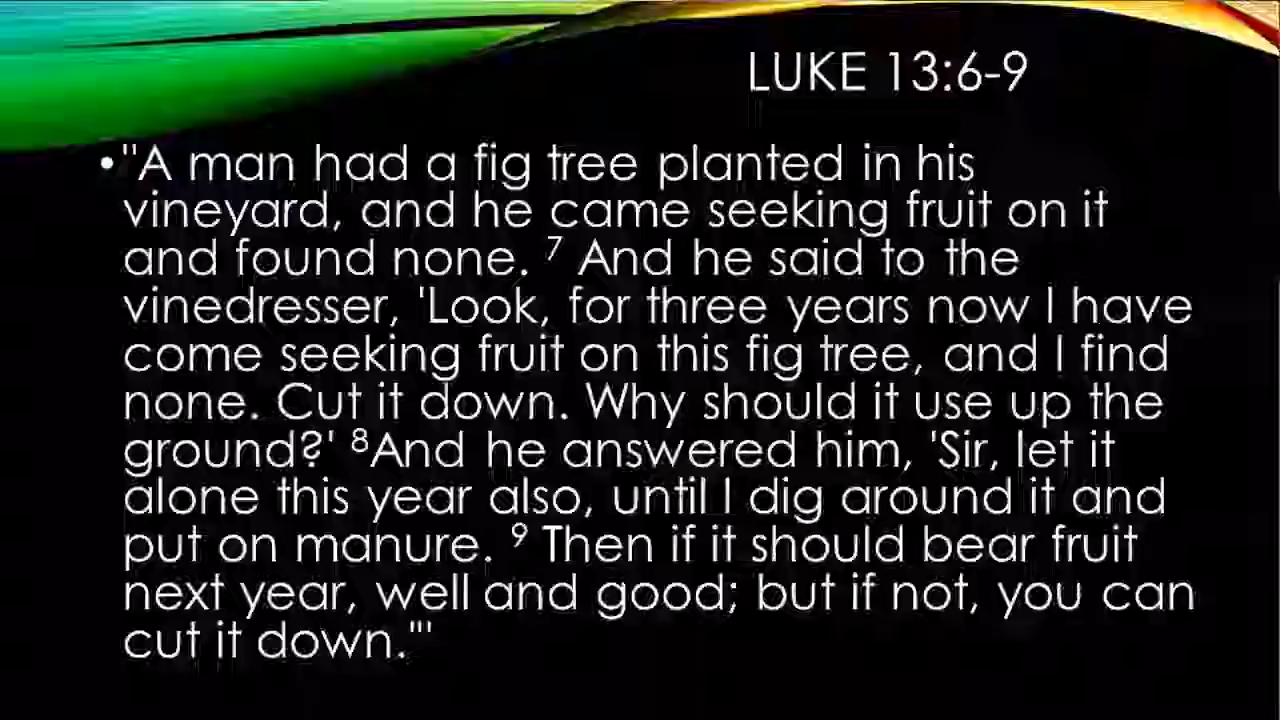 LUKE 13:6-9
•"A man had a fig tree planted in his
vineyard, and he came seeking fruit on it
and found none. ⁷ And he said to the
vinedresser, 'Look, for three years now I have
come seeking fruit on this fig tree, and I find
none. Cut it down. Why should it use up the
ground?' ⁸And he answered him, 'Sir, let it
alone this year also, until I dig around it and
put on manure. ⁹ Then if it should bear fruit
next year, well and good; but if not, you can
cut it down."'